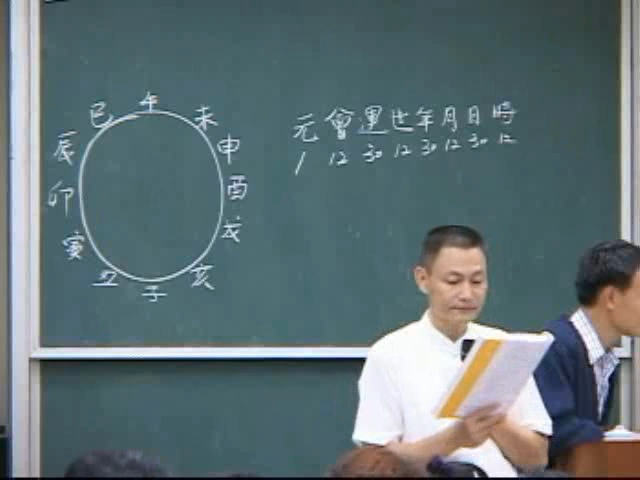 巳 午 未
辰 申
卯 酉
寅 戌
丑 子 亥
元 會 運 世 年 月 日 時
1 12 30 12 30 12 30 12